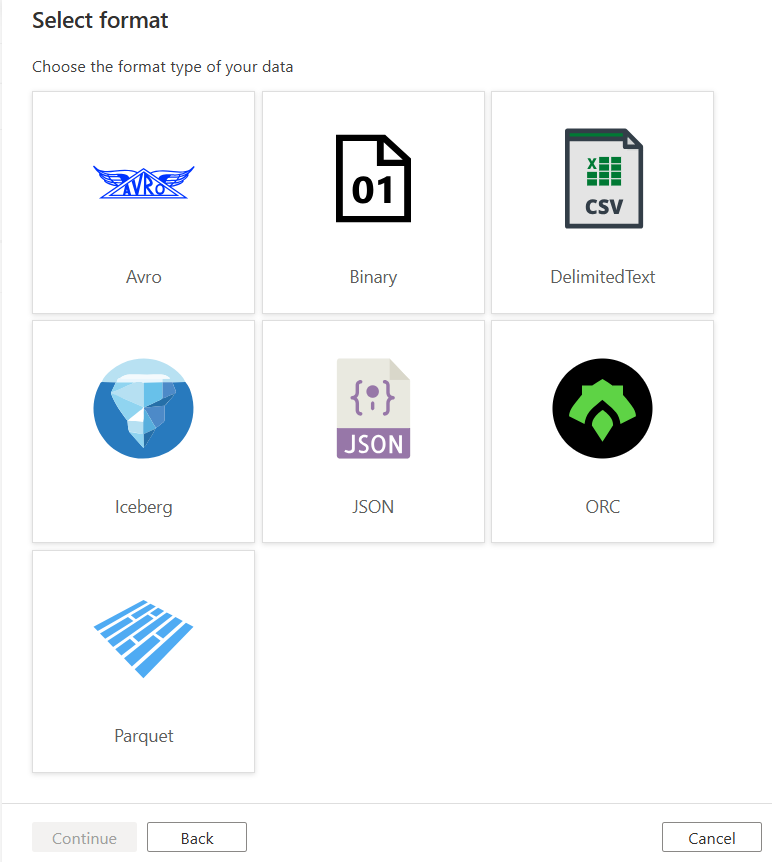 Select format
Choose the format type of your data
AVRO
Avro
01
Binary
X
CSV
DelimitedText
Iceberg
{ }
JSON
JSON
ORC
Parquet
Continue
Back
Cancel